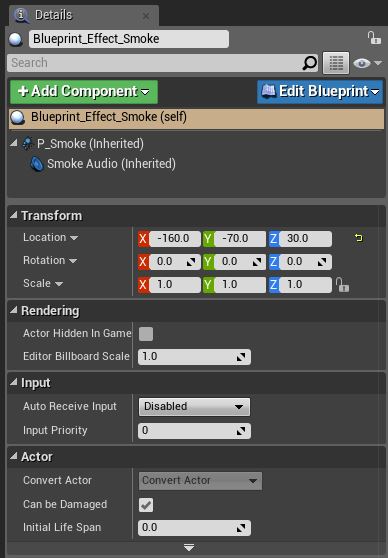 Details
Blueprint_Effect_Smoke
Search
+ Add Component
Edit Blueprint
Blueprint_Effect_Smoke (self)
P_Smoke (Inherited)
Smoke Audio (Inherited)
Transform
Location X -160.0 Y -70.0 Z 30.0
Rotation X 0.0 Y 0.0 Z 0.0
Scale X 1.0 Y 1.0 Z 1.0
Rendering
Actor Hidden In Game
Editor Billboard Scale 1.0
Input
Auto Receive Input Disabled
Input Priority 0
Actor
Convert Actor Convert Actor
Can be Damaged
Initial Life Span 0.0